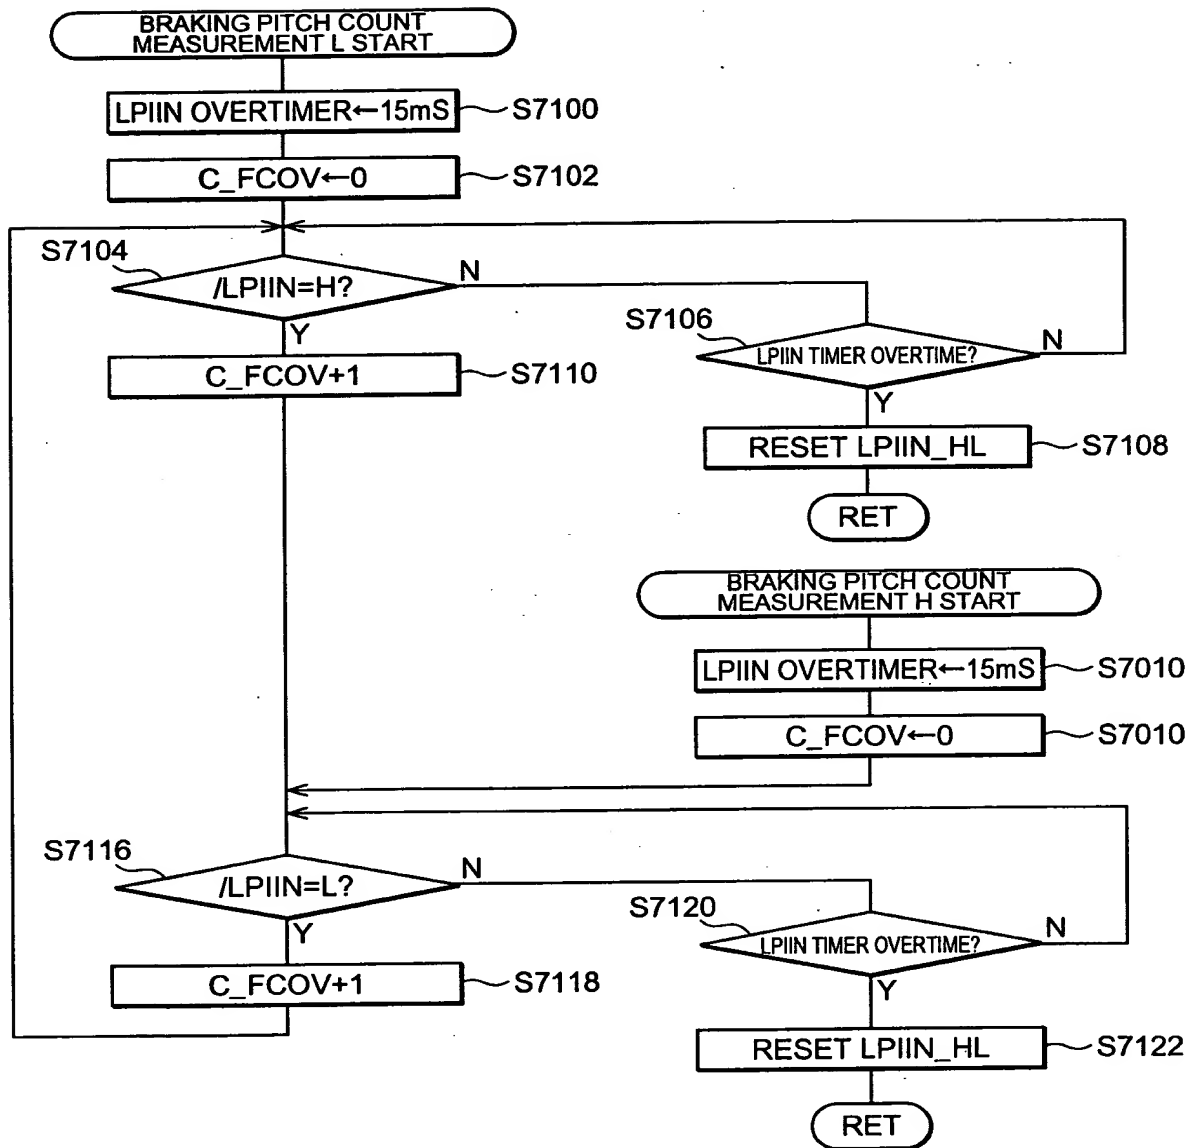 BRAKING PITCH COUNT
MEASUREMENT L START
LPIIN OVERTIMER←15mS
S7100
C_FCOV←0
S7102
S7104
/LPIIN=H?
N
Y
S7106
LPIIN TIMER OVERTIME?
N
Y
C_FCOV+1
S7110
RESET LPIIN_HL
S7108
RET
BRAKING PITCH COUNT
MEASUREMENT H START
LPIIN OVERTIMER←15mS
S7010
C_FCOV←0
S7010
S7116
/LPIIN=L?
N
Y
S7120
LPIIN TIMER OVERTIME?
N
Y
C_FCOV+1
S7118
RESET LPIIN_HL
S7122
RET